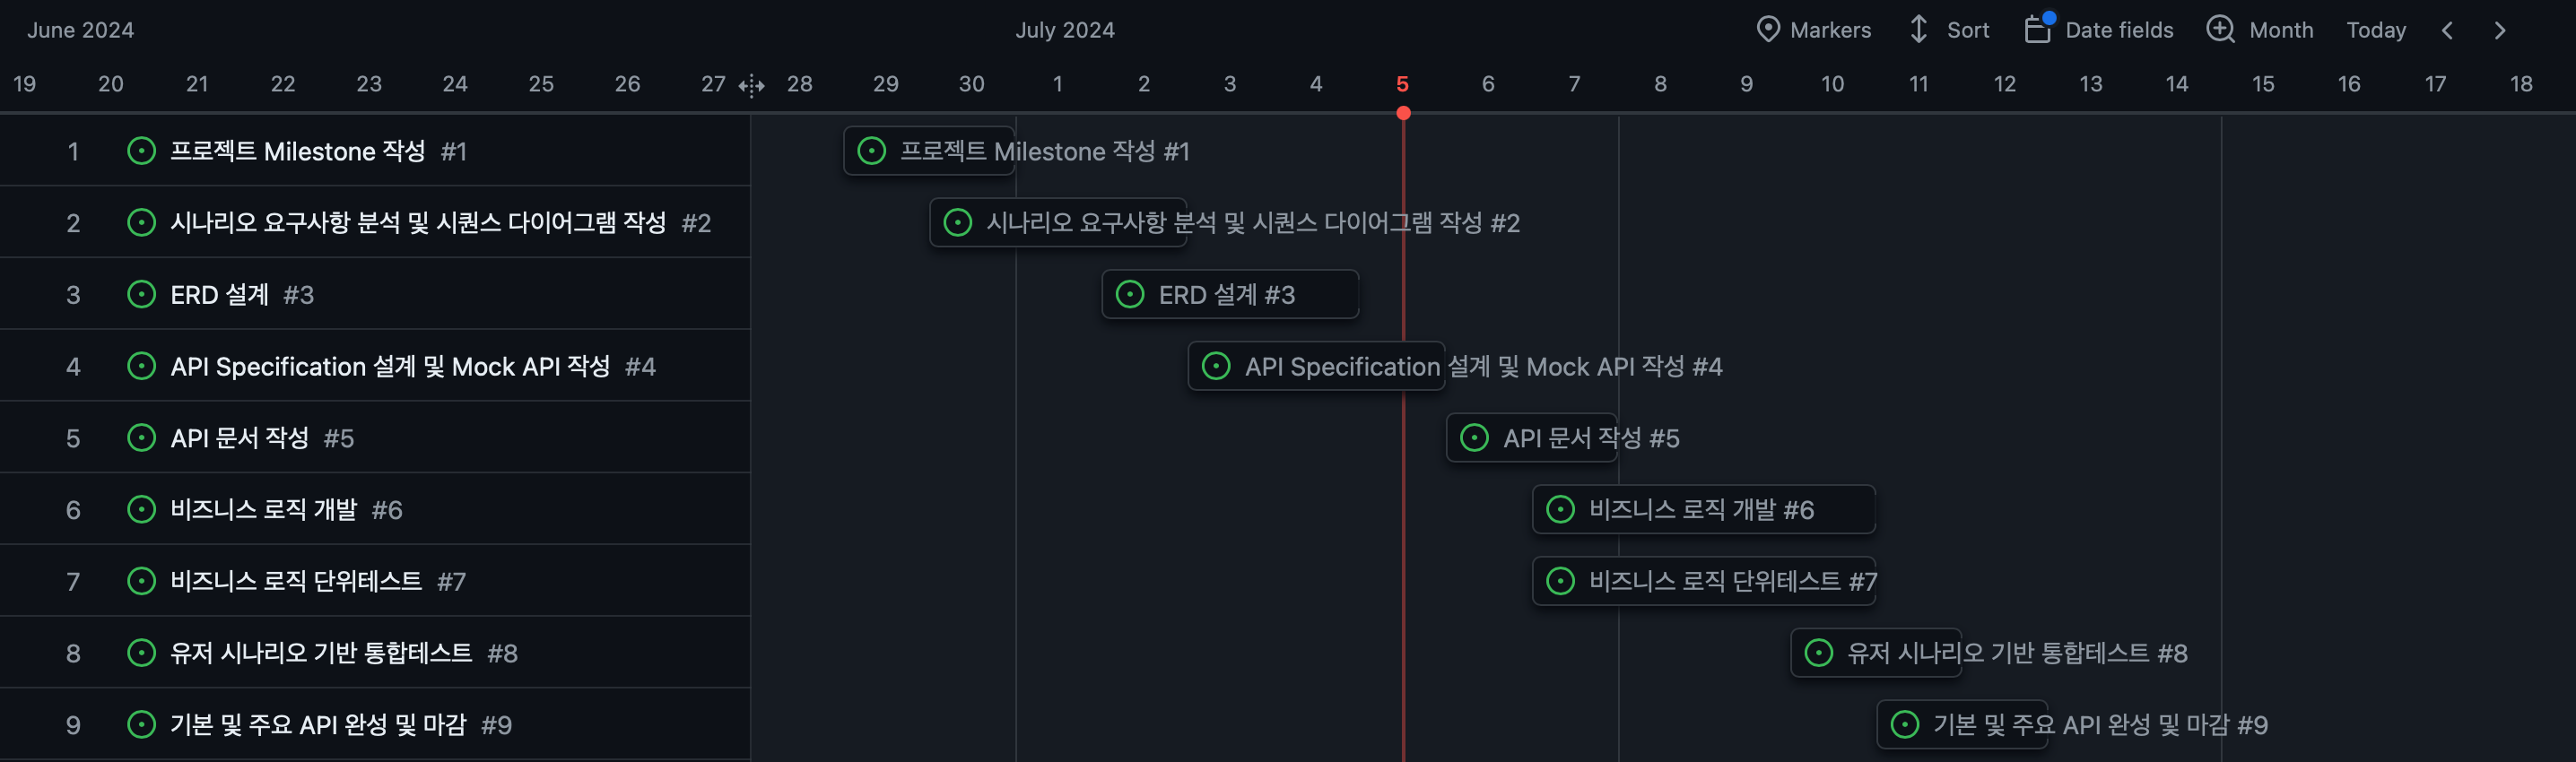 June 2024 July 2024 Markers Sort Date fields Month Today
19 20 21 22 23 24 25 26 27 28 29 30 1 2 3 4 5 6 7 8 9 10 11 12 13 14 15 16 17 18
1 프로젝트 Milestone 작성 #1 프로젝트 Milestone 작성 #1
2 시나리오 요구사항 분석 및 시퀀스 다이어그램 작성 #2 시나리오 요구사항 분석 및 시퀀스 다이어그램 작성 #2
3 ERD 설계 #3 ERD 설계 #3
4 API Specification 설계 및 Mock API 작성 #4 API Specification 설계 및 Mock API 작성 #4
5 API 문서 작성 #5 API 문서 작성 #5
6 비즈니스 로직 개발 #6 비즈니스 로직 개발 #6
7 비즈니스 로직 단위테스트 #7 비즈니스 로직 단위테스트 #7
8 유저 시나리오 기반 통합테스트 #8 유저 시나리오 기반 통합테스트 #8
9 기본 및 주요 API 완성 및 마감 #9 기본 및 주요 API 완성 및 마감 #9